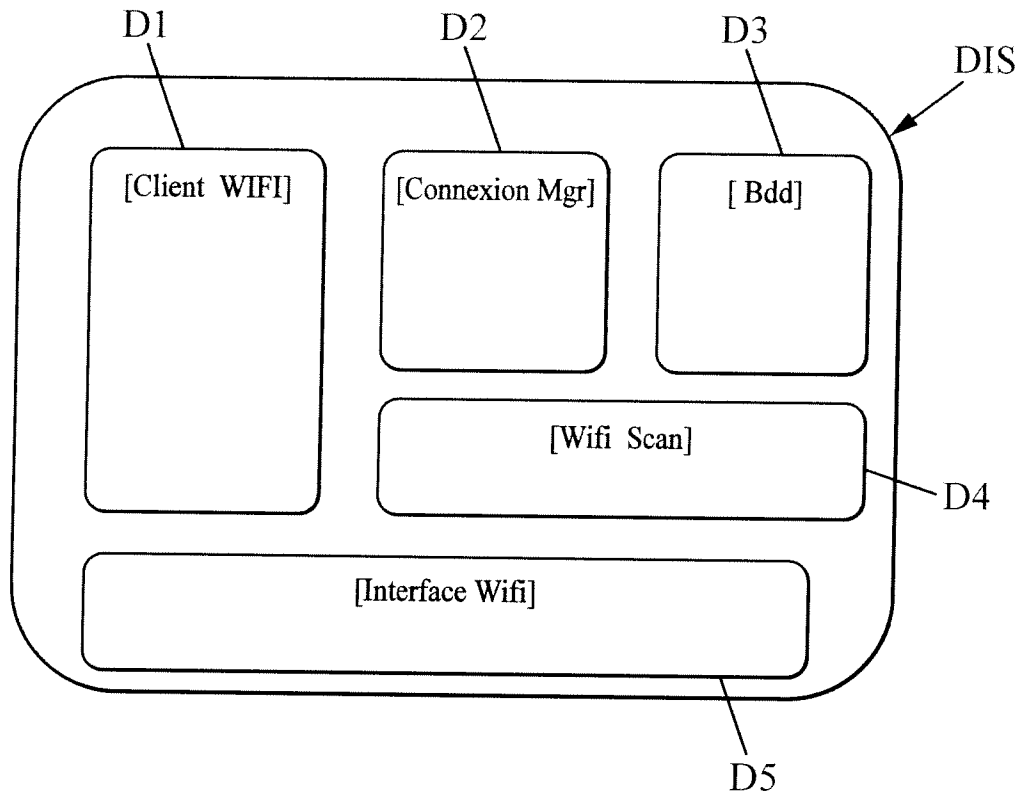 D1
D2
D3
DIS
[Client WIFI]
[Connexion Mgr]
[ Bdd]
[Wifi Scan]
D4
[Interface Wifi]
D5